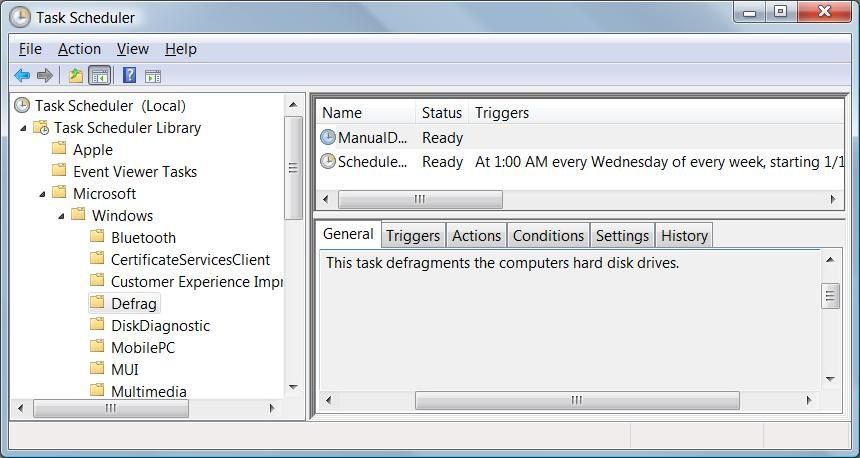 Task Scheduler
File Action View Help
Task Scheduler (Local)
Task Scheduler Library
Apple
Event Viewer Tasks
Microsoft
Windows
Bluetooth
CertificateServicesClient
Customer Experience Impr
Defrag
DiskDiagnostic
MobilePC
MUI
Multimedia
Name Status Triggers
ManualD... Ready
Schedule... Ready At 1:00 AM every Wednesday of every week, starting 1/1
General Triggers Actions Conditions Settings History
This task defragments the computers hard disk drives.